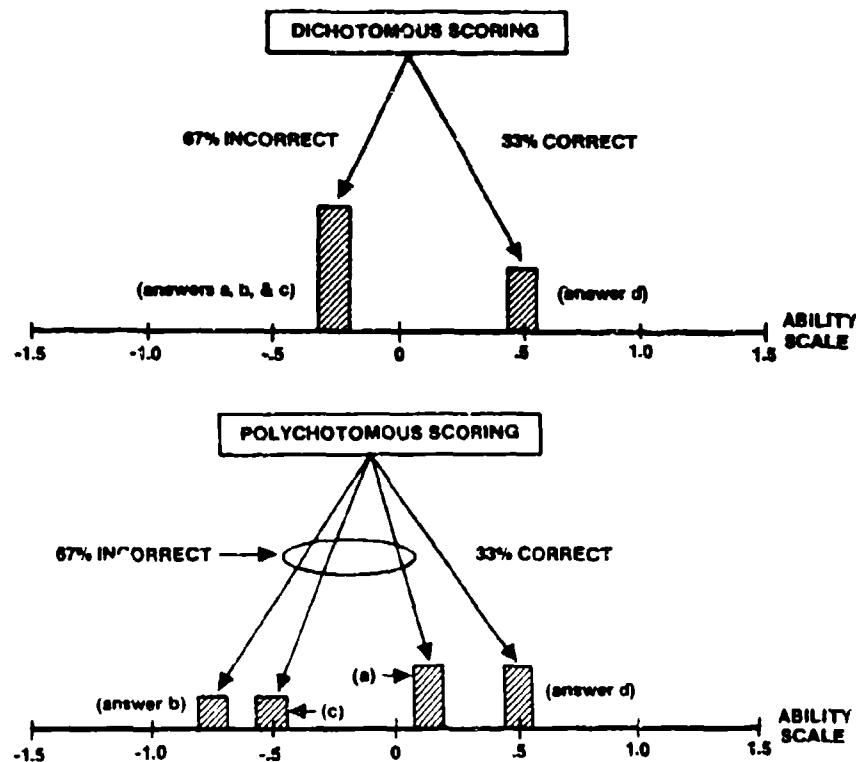 DICHOTOMOUS SCORING
67% INCORRECT
33% CORRECT
(answers a, b, & c)
(answer d)
ABILITY
SCALE
-1.5 -1.0 -.5 0 .5 1.0 1.5
POLYCHOTOMOUS SCORING
67% INCORRECT
33% CORRECT
(a)
(answer b)
(c)
(answer d)
ABILITY
SCALE
-1.5 -1.0 -.5 0 .5 1.0 1.5